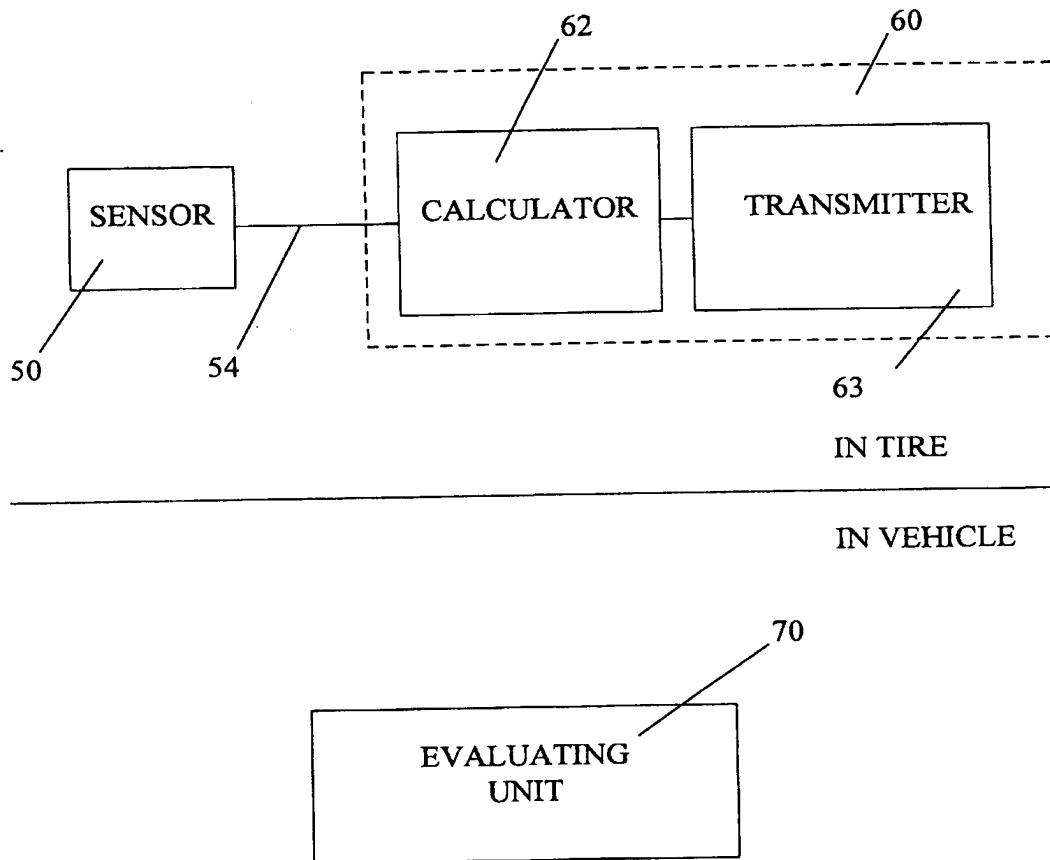 62
60
SENSOR
CALCULATOR
TRANSMITTER
50
54
63
IN TIRE
IN VEHICLE
70
EVALUATING
UNIT